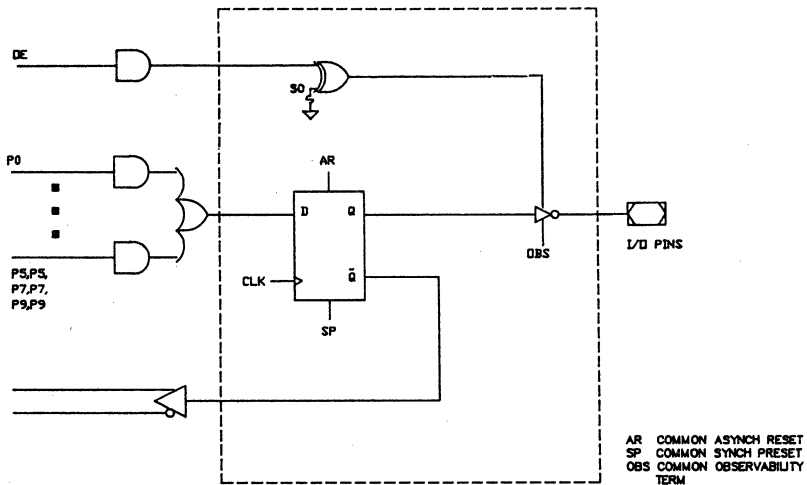 OE
S0
P0
AR
D Q
OBS
I/O PINS
P5,P5,
P7,P7,
P9,P9
CLK
Q̅
SP
AR COMMON ASYNCH RESET
SP COMMON SYNCH PRESET
OBS COMMON OBSERVABILITY
TERM